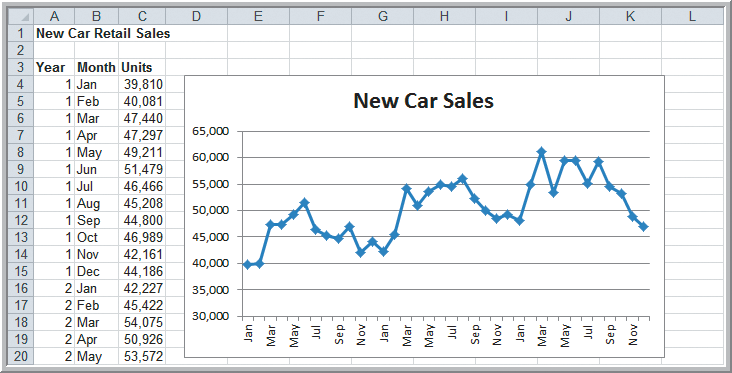 A B C D E F G H I J K L
1 New Car Retail Sales
2
3 Year Month Units
4 1 Jan 39,810
5 1 Feb 40,081
6 1 Mar 47,440
7 1 Apr 47,297
8 1 May 49,211
9 1 Jun 51,479
10 1 Jul 46,466
11 1 Aug 45,208
12 1 Sep 44,800
13 1 Oct 46,989
14 1 Nov 42,161
15 1 Dec 44,186
16 2 Jan 42,227
17 2 Feb 45,422
18 2 Mar 54,075
19 2 Apr 50,926
20 2 May 53,572
New Car Sales
65,000
60,000
55,000
50,000
45,000
40,000
35,000
30,000
Jan Mar May Jul Sep Nov Jan Mar May Jul Sep Nov Jan Mar May Jul Sep Nov